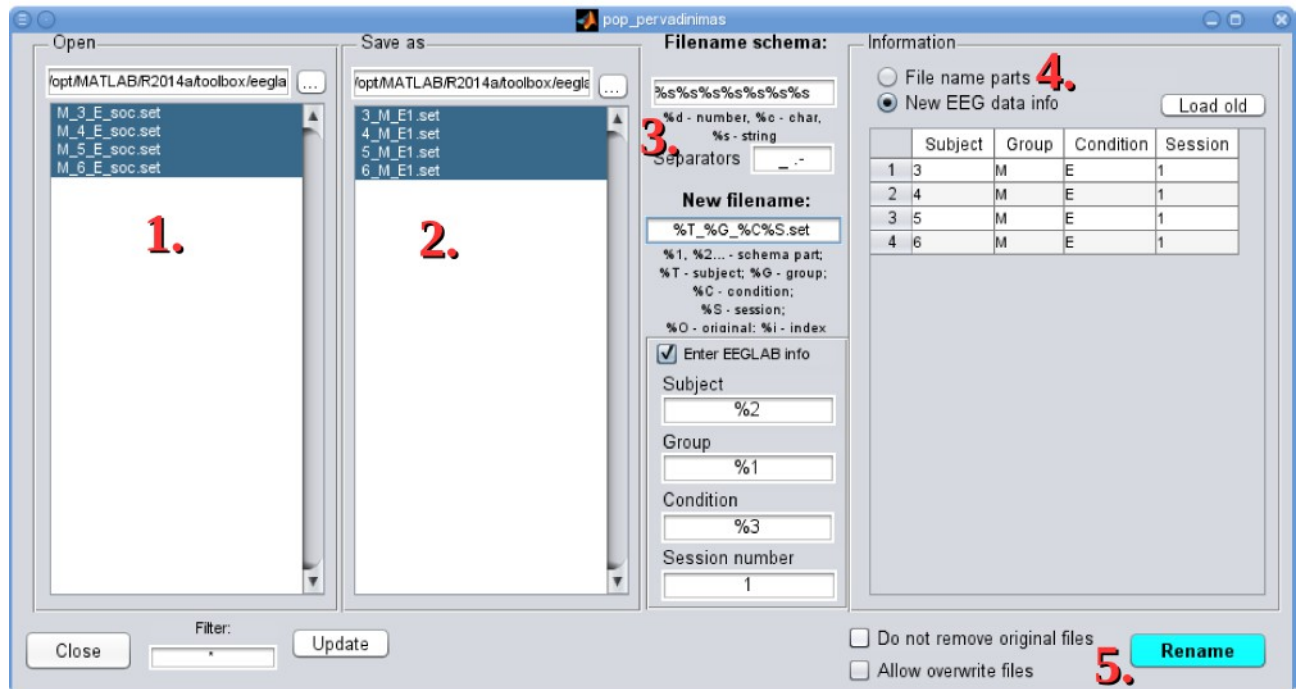 pop_pervadinimas
Open
/opt/MATLAB/R2014a/toolbox/eegla
...
M_3_E_soc.set
M_4_E_soc.set
M_5_E_soc.set
M_6_E_soc.set
1.
Save as
/opt/MATLAB/R2014a/toolbox/eegla
...
3_M_E1.set
4_M_E1.set
5_M_E1.set
6_M_E1.set
2.
Filename schema:
%s%s%s%s%s%s%s
%d - number, %c - char,
%s - string
3.
Separators _ .-
New filename:
%T_%G_%C%S.set
%1, %2... - schema part;
%T - subject; %G - group;
%C - condition;
%S - session;
%O - original; %i - index
Enter EEGLAB info
Subject
%2
Group
%1
Condition
%3
Session number
1
Information
File name parts 4.
New EEG data info
Load old
Subject Group Condition Session
1 3 M E 1
2 4 M E 1
3 5 M E 1
4 6 M E 1
Close
Filter:
*
Update
Do not remove original files
Allow overwrite files
5.
Rename